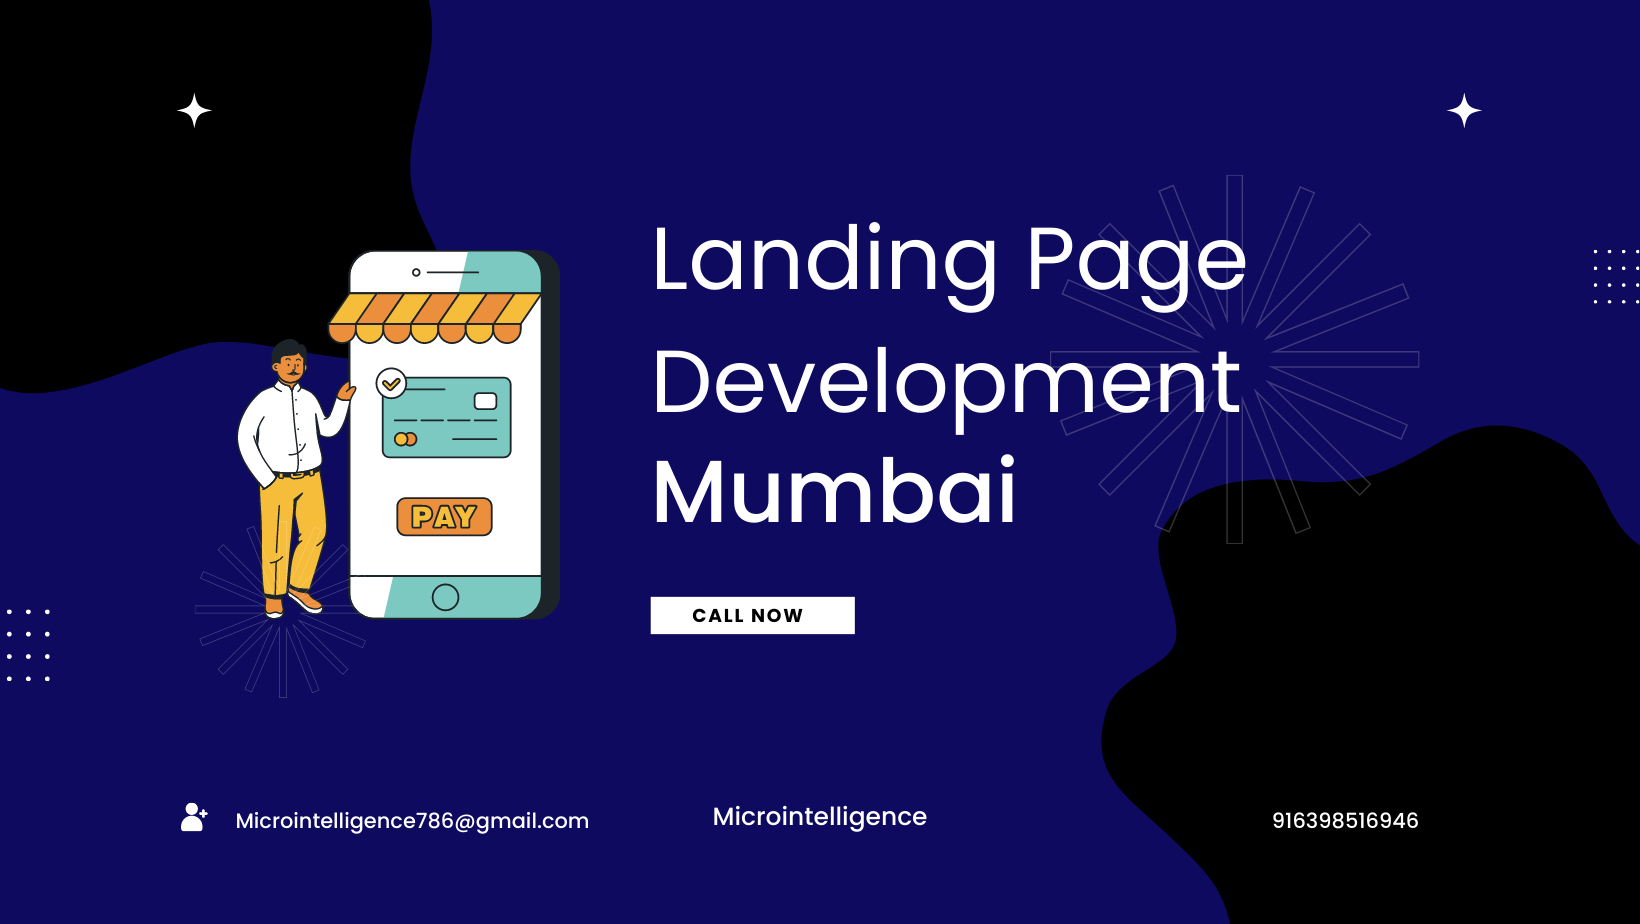 Landing Page
Development
Mumbai
PAY
CALL NOW
Microintelligence786@gmail.com
Microintelligence
916398516946